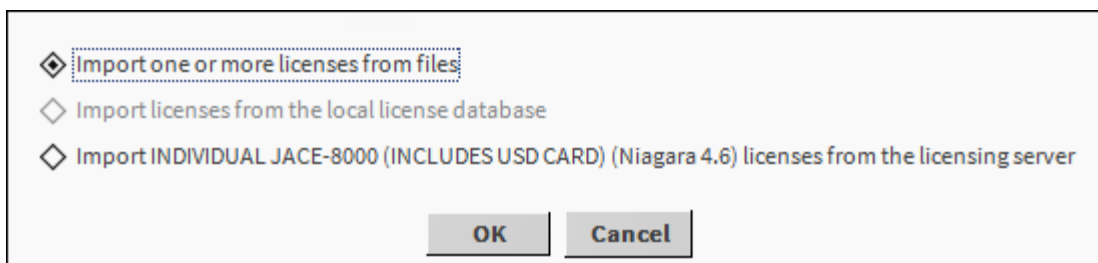 Import one or more licenses from files
Import licenses from the local license database
Import INDIVIDUAL JACE-8000 (INCLUDES USD CARD) (Niagara 4.6) licenses from the licensing server
OK Cancel